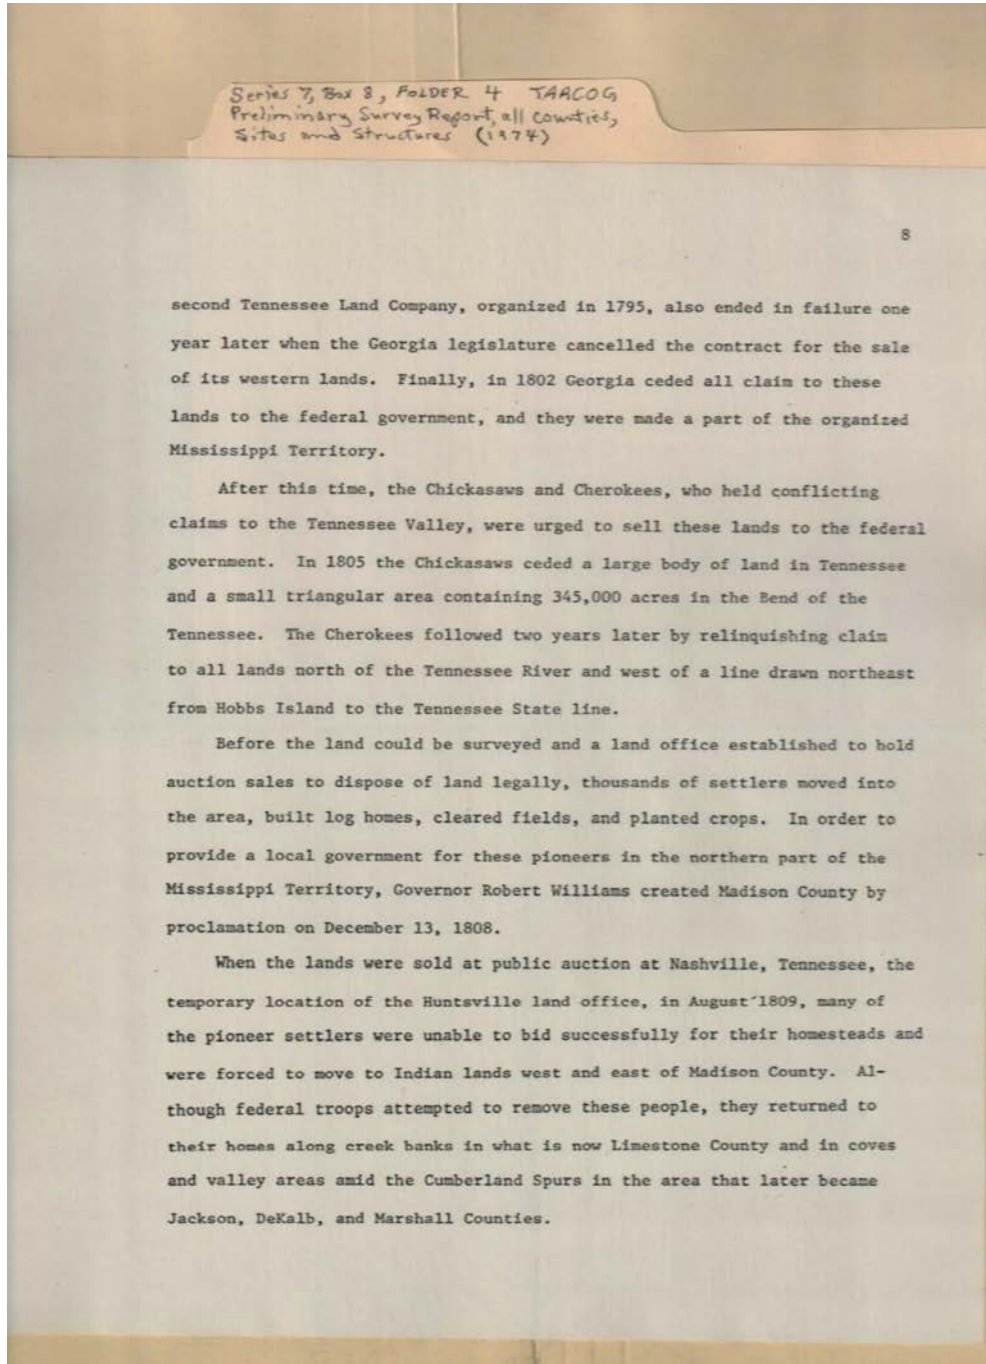 Series 7, Box 8, FOLDER 4 TARCOG
Preliminary Survey Report, all counties,
Sites and Structures (1974)
8
second Tennessee Land Company, organized in 1795, also ended in failure one
year later when the Georgia legislature cancelled the contract for the sale
of its western lands. Finally, in 1802 Georgia ceded all claim to these
lands to the federal government, and they were made a part of the organized
Mississippi Territory.
After this time, the Chickasaws and Cherokees, who held conflicting
claims to the Tennessee Valley, were urged to sell these lands to the federal
government. In 1805 the Chickasaws ceded a large body of land in Tennessee
and a small triangular area containing 345,000 acres in the Bend of the
Tennessee. The Cherokees followed two years later by relinquishing claim
to all lands north of the Tennessee River and west of a line drawn northeast
from Hobbs Island to the Tennessee State line.
Before the land could be surveyed and a land office established to hold
auction sales to dispose of land legally, thousands of settlers moved into
the area, built log homes, cleared fields, and planted crops. In order to
provide a local government for these pioneers in the northern part of the
Mississippi Territory, Governor Robert Williams created Madison County by
proclamation on December 13, 1808.
When the lands were sold at public auction at Nashville, Tennessee, the
temporary location of the Huntsville land office, in August 1809, many of
the pioneer settlers were unable to bid successfully for their homesteads and
were forced to move to Indian lands west and east of Madison County. Al-
though federal troops attempted to remove these people, they returned to
their homes along creek banks in what is now Limestone County and in coves
and valley areas amid the Cumberland Spurs in the area that later became
Jackson, DeKalb, and Marshall Counties.